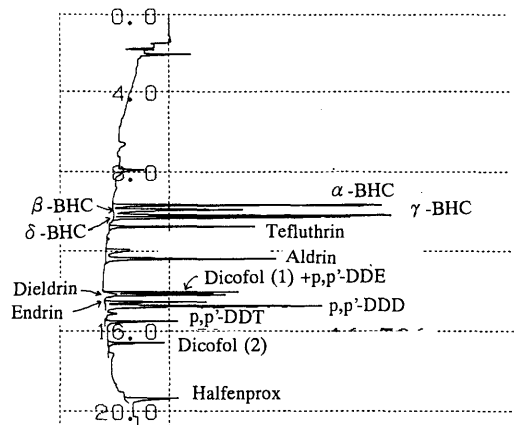 0.0
4.0
8.0
α-BHC
β-BHC
γ-BHC
δ-BHC
Tefluthrin
Aldrin
Dicofol (1) +p,p'-DDE
Dieldrin
Endrin
p,p'-DDD
p,p'-DDT
16.0
Dicofol (2)
Halfenprox
20.0